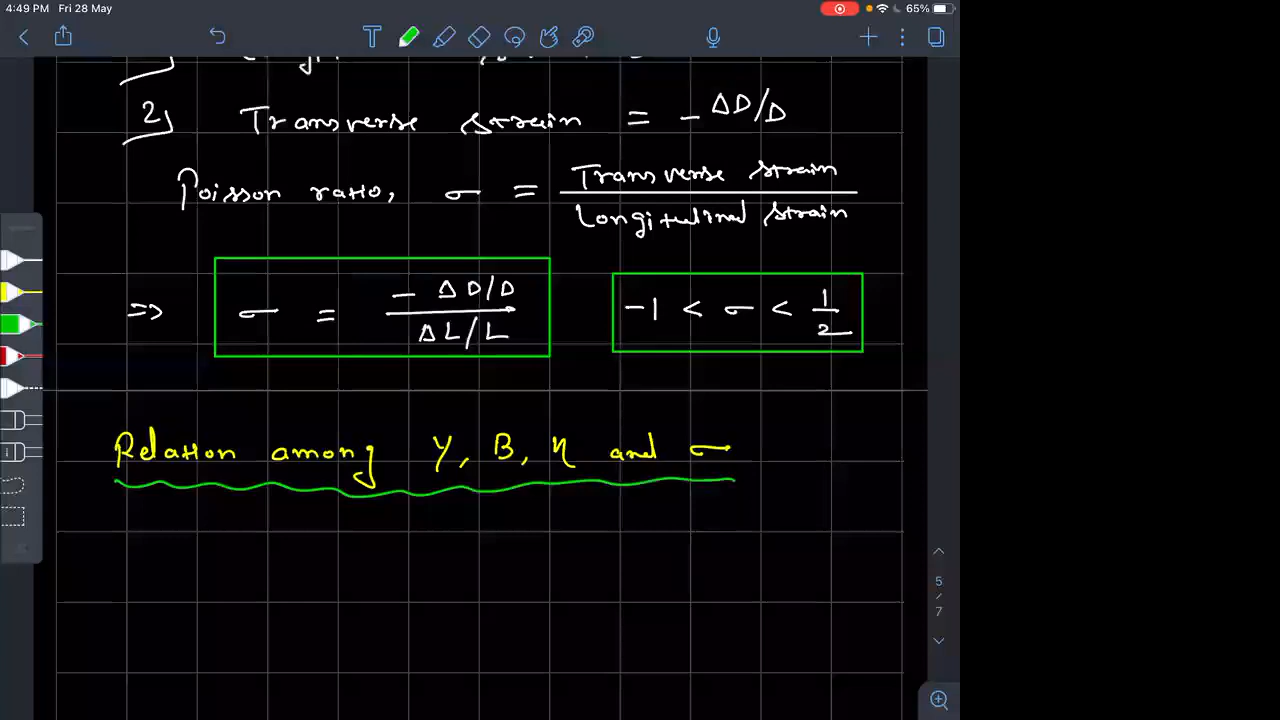 4:49 PM Fri 28 May 65%
2) Transverse strain = - ΔD/D
Poisson ratio, σ = Transverse strain / Longitudinal strain
=> σ = - ΔD/D / ΔL/L
-1 < σ < 1/2
Relation among Y, B, η and σ
5
/
7